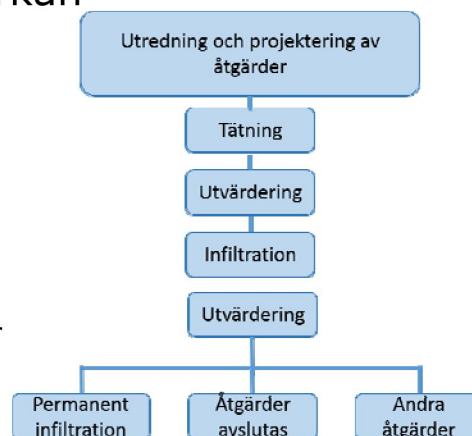 Utredning och projektering av
åtgärder
Tätning
Utvärdering
Infiltration
Utvärdering
Permanent
infiltration
Åtgärder
avslutas
Andra
åtgärder